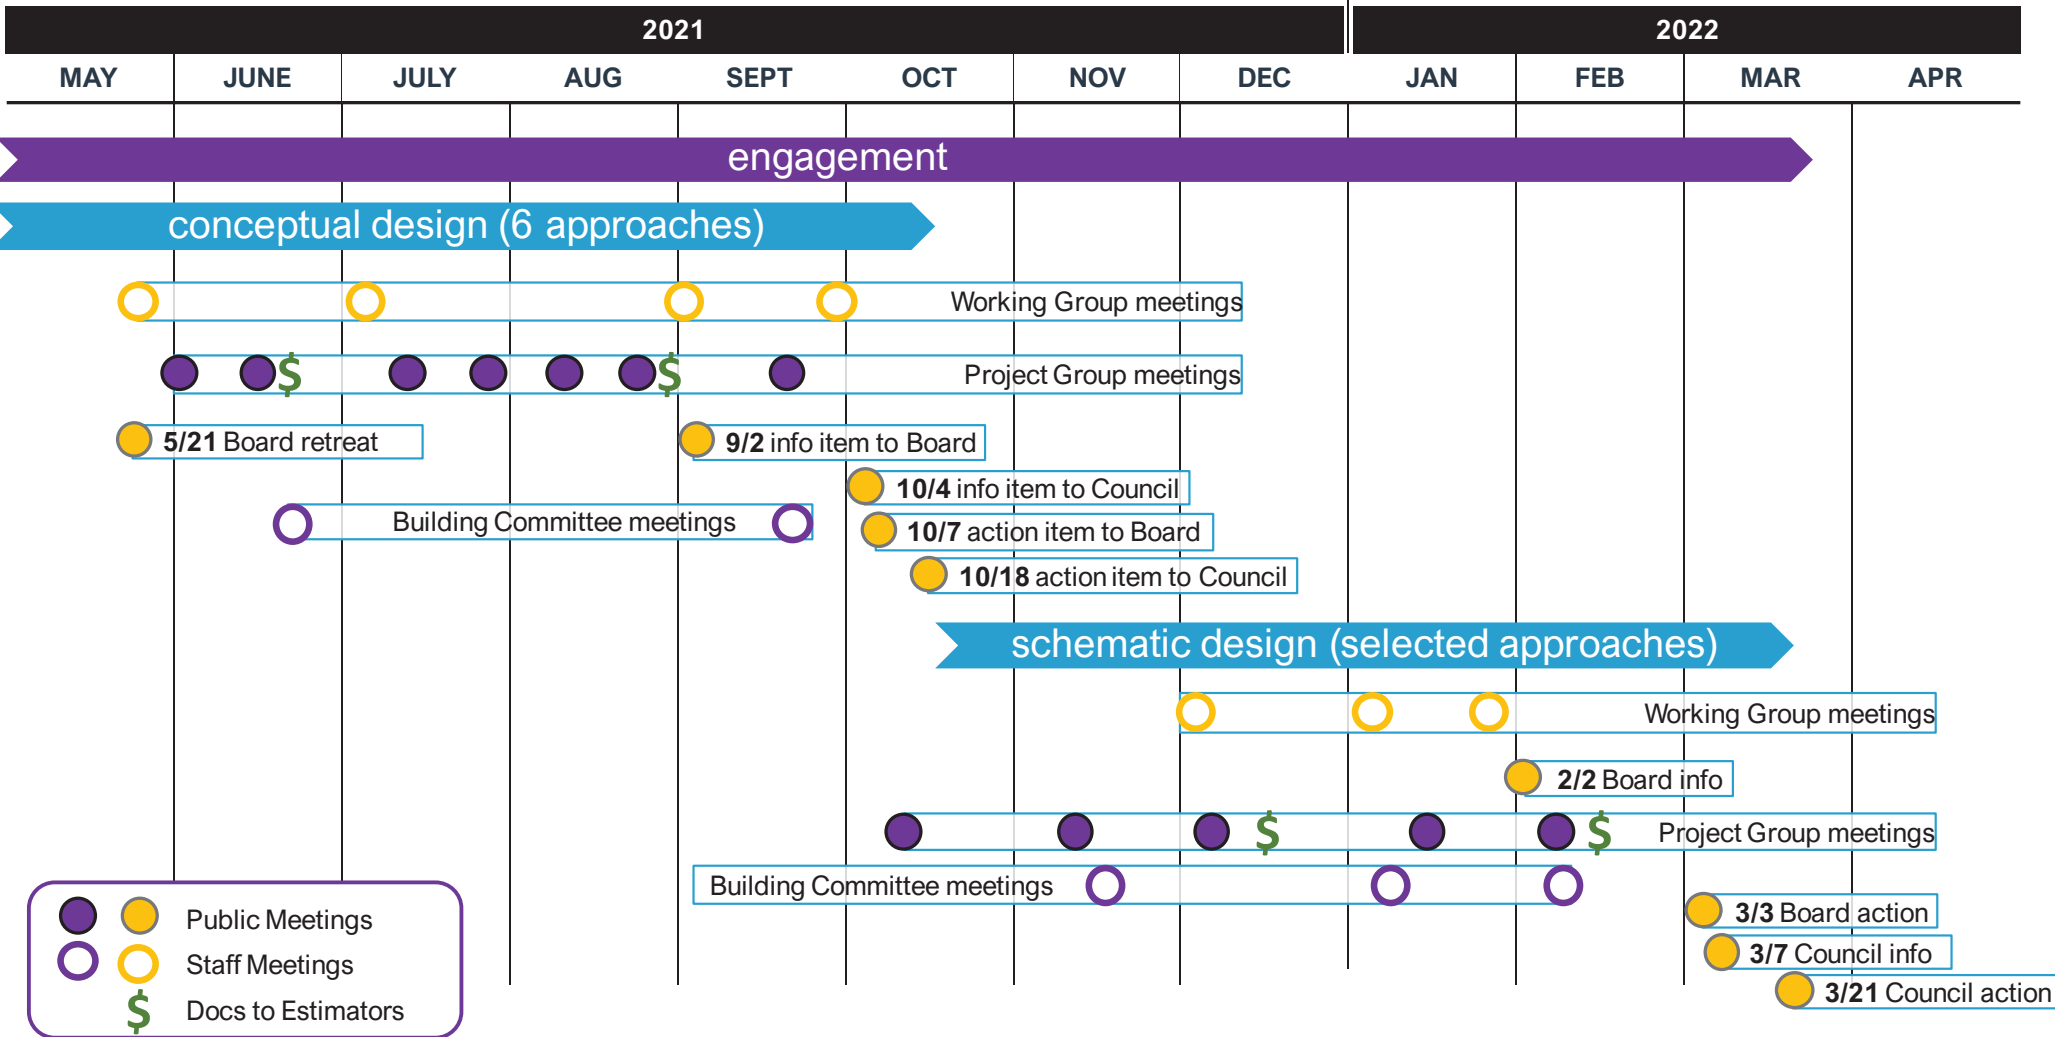 2021
2022
MAY JUNE JULY AUG SEPT OCT NOV DEC JAN FEB MAR APR
engagement
conceptual design (6 approaches)
Working Group meetings
$ $ Project Group meetings
5/21 Board retreat
9/2 info item to Board
10/4 info item to Council
Building Committee meetings
10/7 action item to Board
10/18 action item to Council
schematic design (selected approaches)
Working Group meetings
2/2 Board info
$ $ Project Group meetings
Building Committee meetings
3/3 Board action
3/7 Council info
3/21 Council action
Public Meetings
Staff Meetings
$ Docs to Estimators